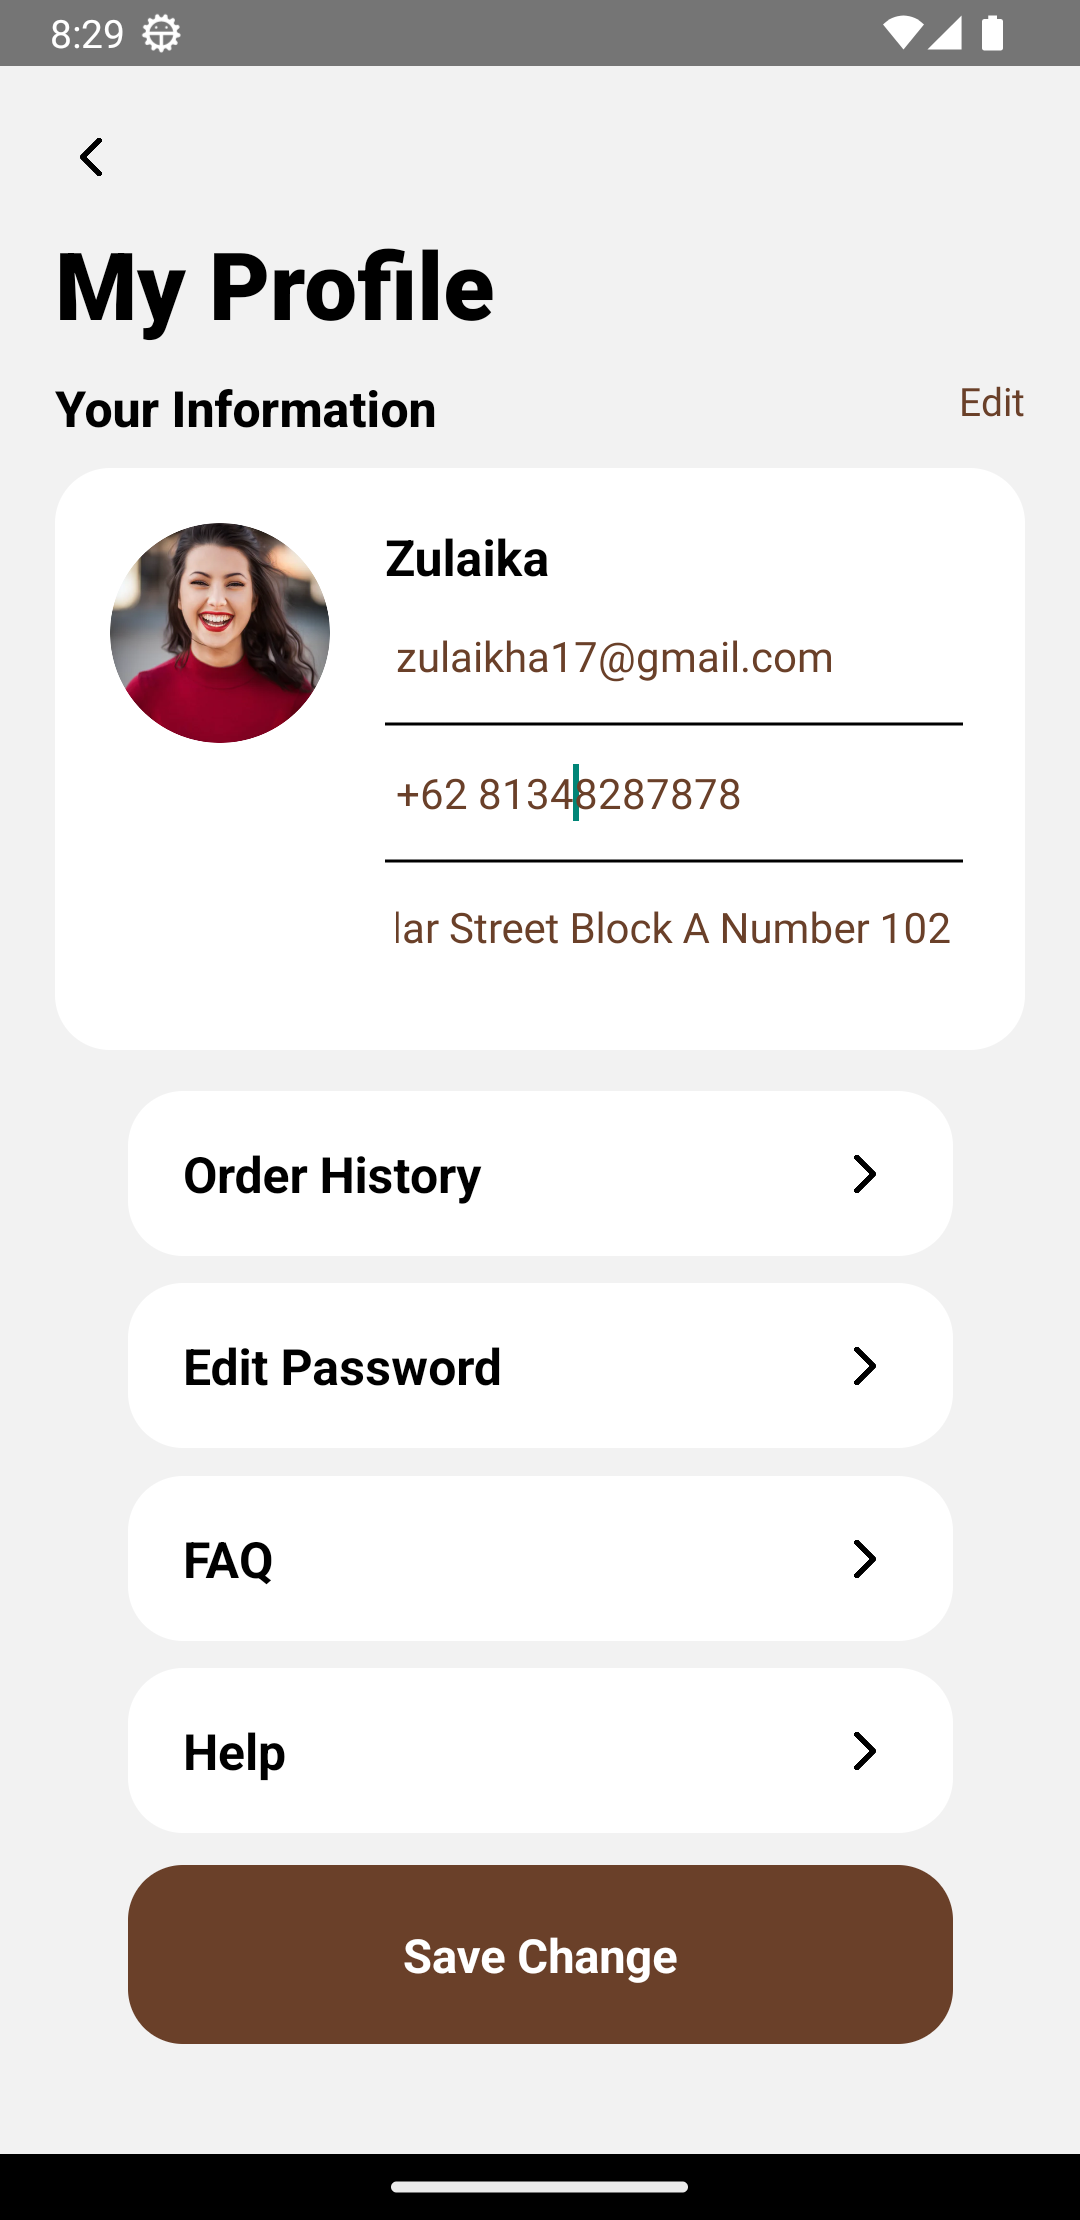 8:29
My Profile
Your Information
Edit
Zulaika
zulaikha17@gmail.com
+62 81348287878
lar Street Block A Number 102
Order History
Edit Password
FAQ
Help
Save Change